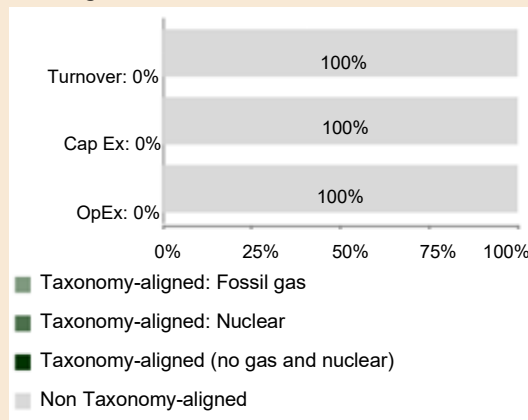 100%
Turnover: 0%
100%
Cap Ex: 0%
100%
OpEx: 0%
0% 25% 50% 75% 100%
Taxonomy-aligned: Fossil gas
Taxonomy-aligned: Nuclear
Taxonomy-aligned (no gas and nuclear)
Non Taxonomy-aligned